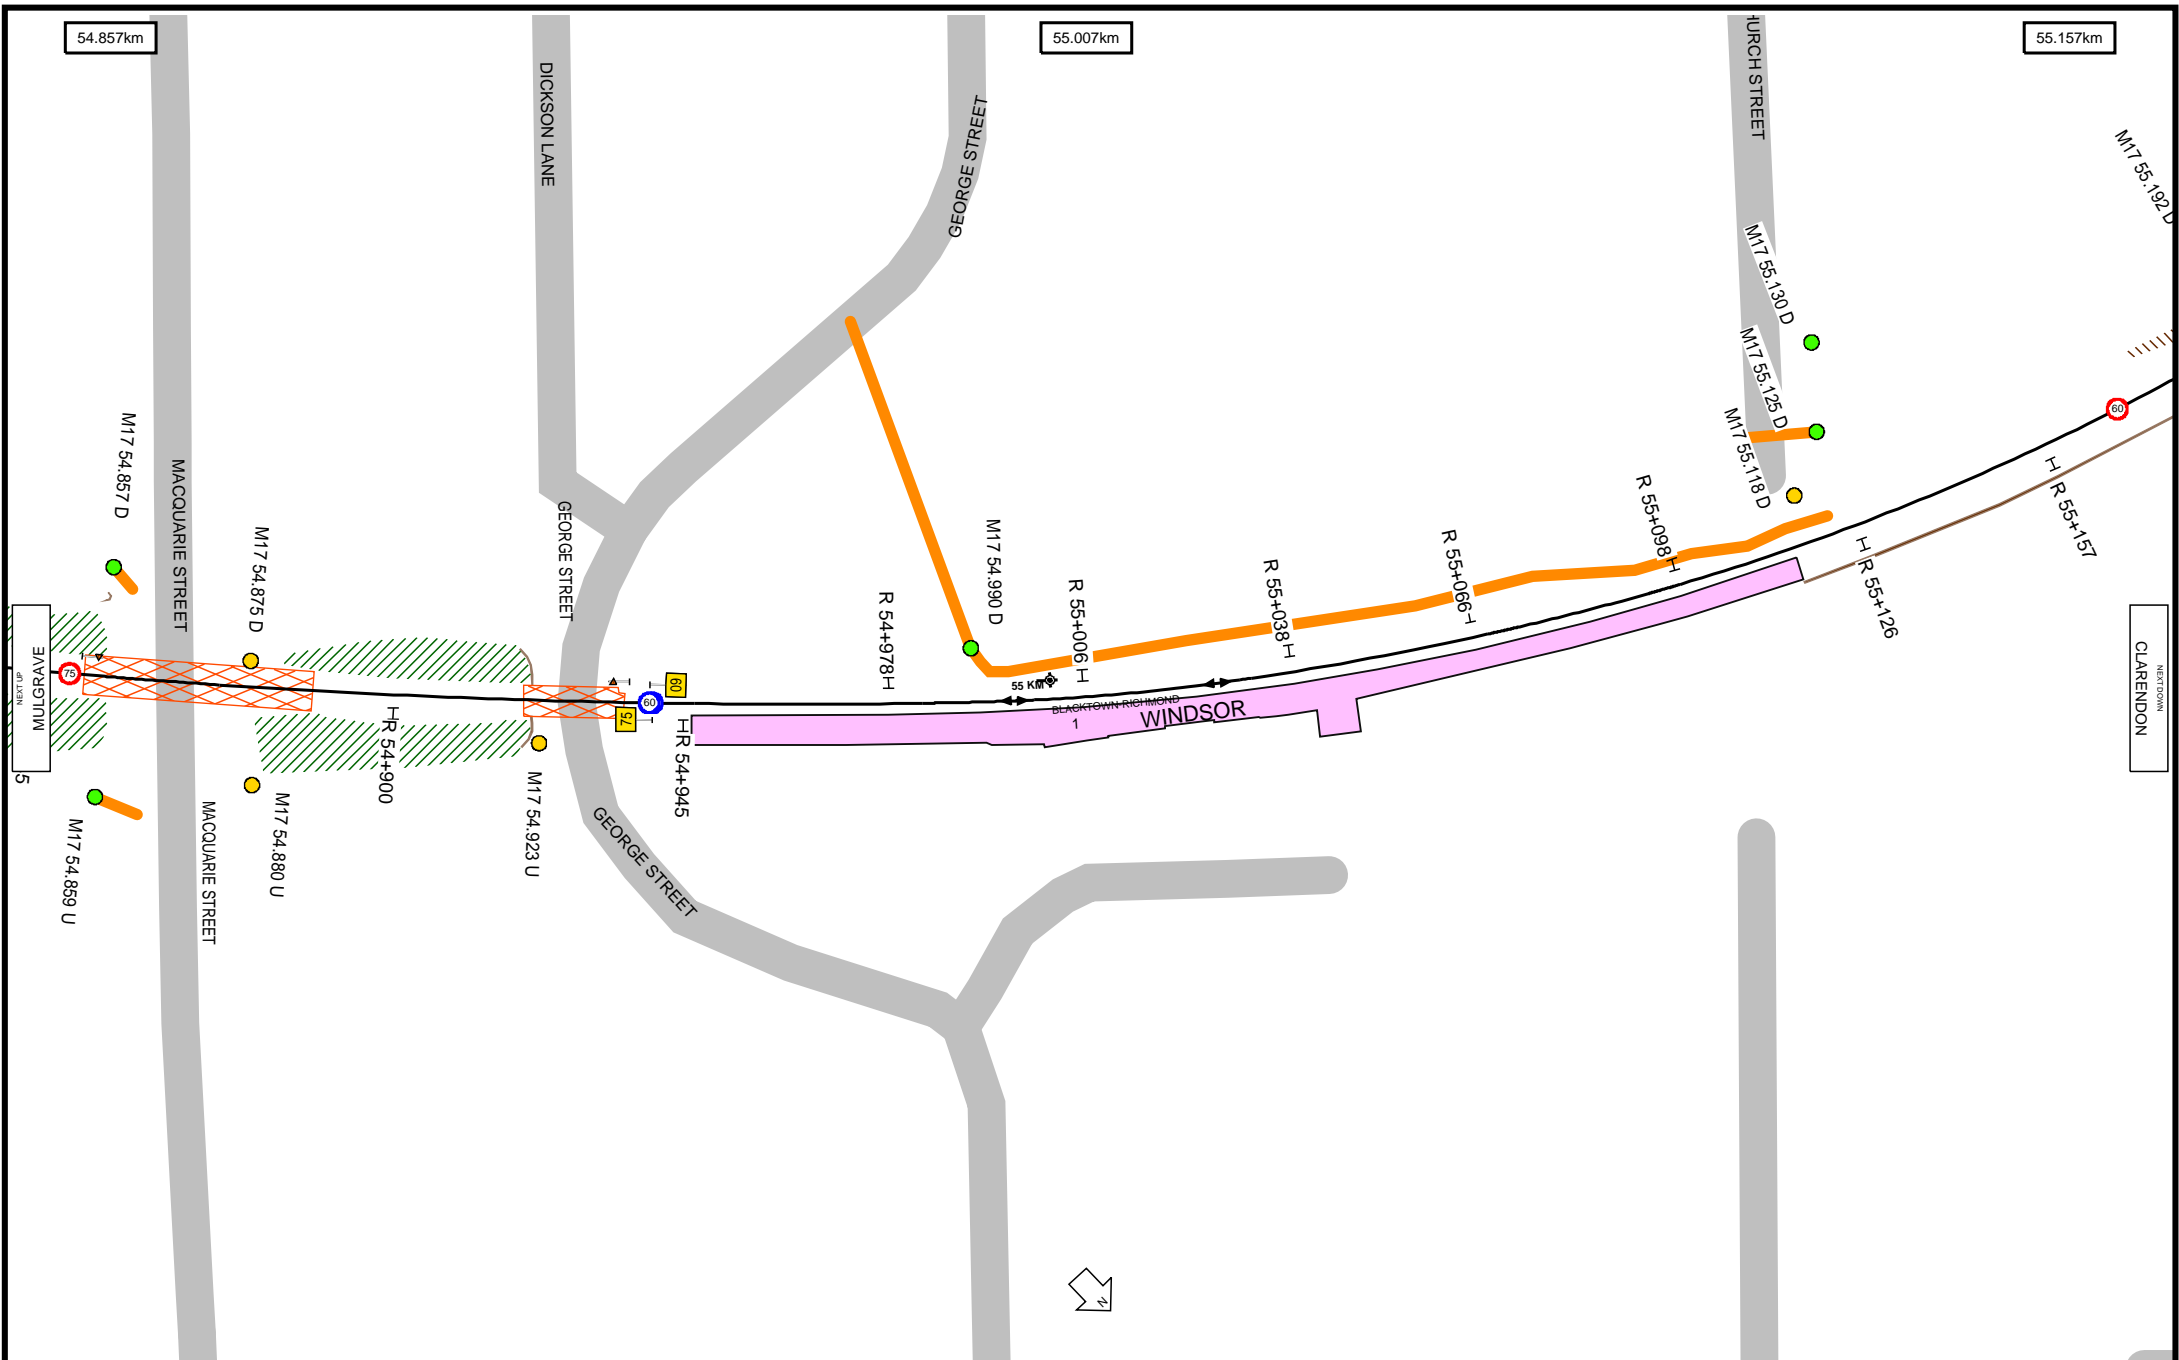 54.857km
55.007km
55.157km
DICKSON LANE
GEORGE STREET
HURCH STREET
M17 55.192 D
M17 55.130 D
M17 55.125 D
M17 55.118 D
60
M17 54.857 D
MACQUARIE STREET
M17 54.875 D
GEORGE STREET
M17 54.990 D
R 54+978
R 55+006
R 55+038
R 55+066
R 55+098
R 55+126
R 55+157
NEXT UP
MULGRAVE
75
60
75
60
55 KM
BLACKTOWN-RICHMOND
1
WINDSOR
NEXT DOWN
CLARENDON
5
R 54+900
R 54+945
M17 54.859 U
MACQUARIE STREET
M17 54.880 U
M17 54.923 U
GEORGE STREET
N